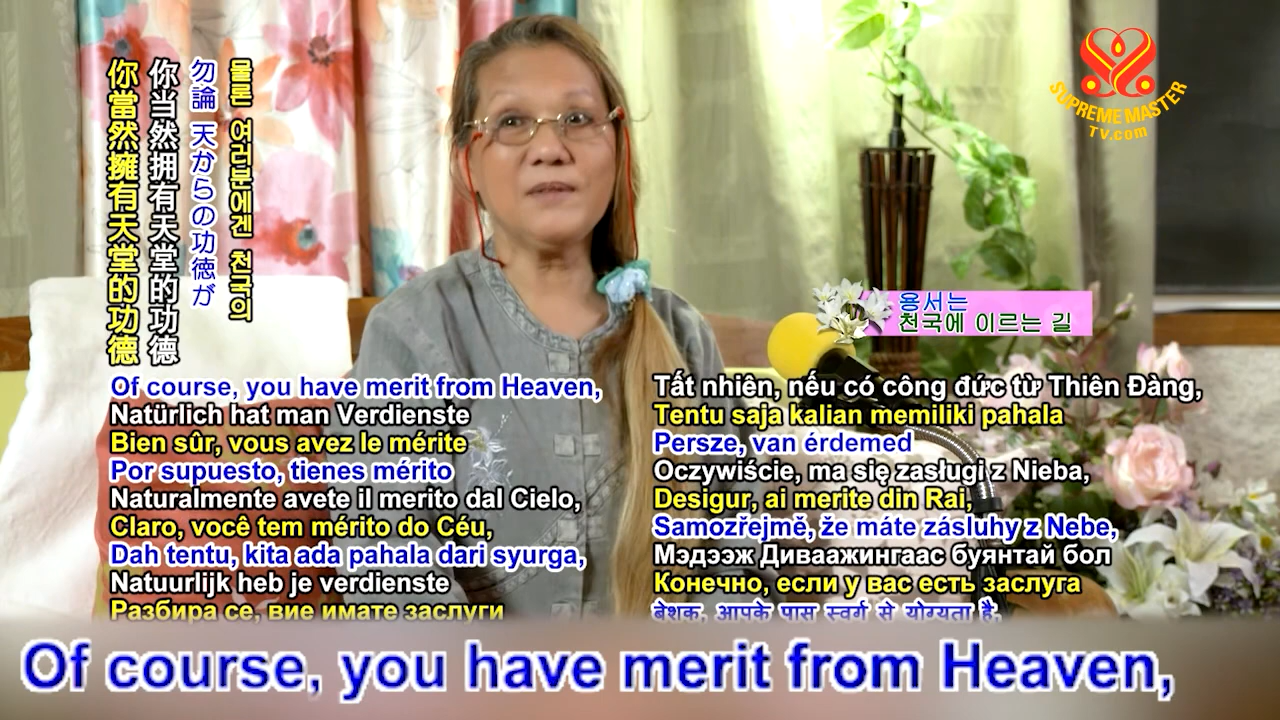 SUPREME MASTER
TV.com
물론 여러분에겐 천국의
勿論 天からの功徳が
你当然拥有天堂的功德
你當然擁有天堂的功德
용서는
천국에 이르는 길
Of course, you have merit from Heaven,
Natürlich hat man Verdienste
Bien sûr, vous avez le mérite
Por supuesto, tienes mérito
Naturalmente avete il merito dal Cielo,
Claro, você tem mérito do Céu,
Dah tentu, kita ada pahala dari syurga,
Natuurlijk heb je verdienste
Разбира се, вие имате заслуги
Tất nhiên, nếu có công đức từ Thiên Đàng,
Tentu saja kalian memiliki pahala
Persze, van érdemed
Oczywiście, ma się zasługi z Nieba,
Desigur, ai merite din Rai,
Samozřejmě, že máte zásluhy z Nebe,
Мэдээж Диваажингаас буянтай бол
Конечно, если у вас есть заслуга
बेशक, आपके पास स्वर्ग से योग्यता है,
Of course, you have merit from Heaven,